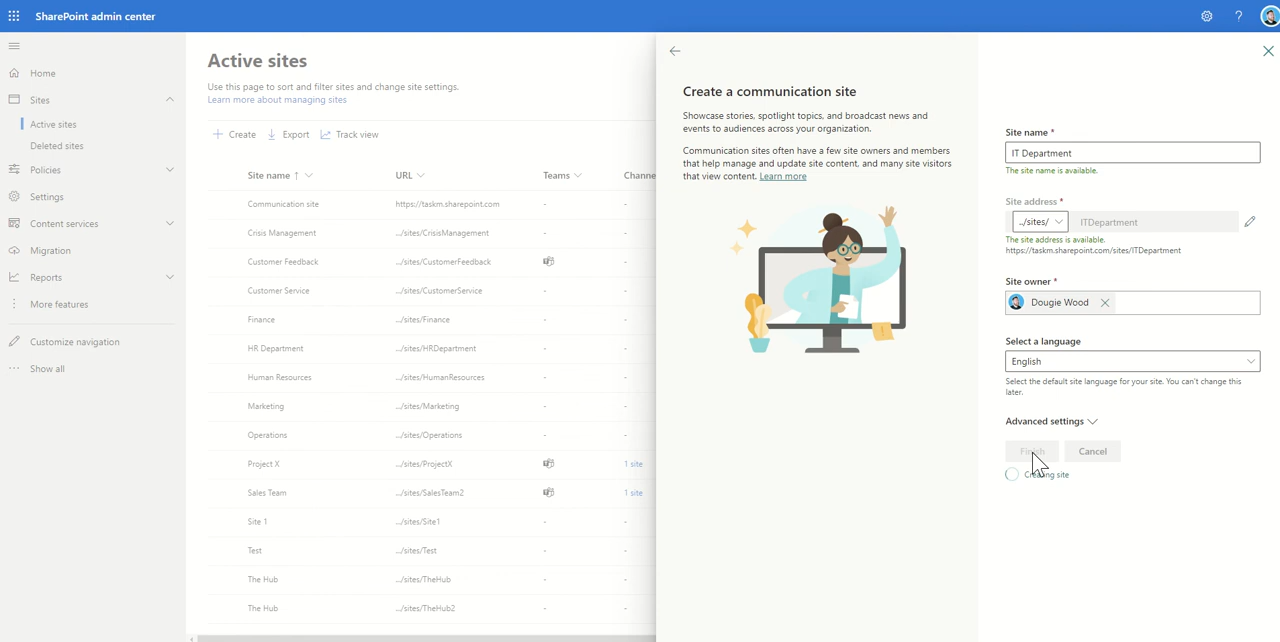 SharePoint admin center
Home
Sites
Active sites
Deleted sites
Policies
Settings
Content services
Migration
Reports
More features
Customize navigation
Show all
Active sites
Use this page to sort and filter sites and change site settings.
Learn more about managing sites
Create Export Track view
Site name ↑ URL Teams Channe
Communication site https://taskm.sharepoint.com - -
Crisis Management .../sites/CrisisManagement - -
Customer Feedback .../sites/CustomerFeedback -
Customer Service .../sites/CustomerService - -
Finance .../sites/Finance - -
HR Department .../sites/HRDepartment - -
Human Resources .../sites/HumanResources - -
Marketing .../sites/Marketing - -
Operations .../sites/Operations - -
Project X .../sites/ProjectX 1 site
Sales Team .../sites/SalesTeam2 1 site
Site 1 .../sites/Site1 - -
Test .../sites/Test - -
The Hub .../sites/TheHub - -
The Hub .../sites/TheHub2 - -
Create a communication site
Showcase stories, spotlight topics, and broadcast news and
events to audiences across your organization.
Communication sites often have a few site owners and members
that help manage and update site content, and many site visitors
that view content. Learn more
Site name *
IT Department
The site name is available.
Site address *
.../sites/ ITDepartment
The site address is available.
https://taskm.sharepoint.com/sites/ITDepartment
Site owner *
Dougie Wood
Select a language
English
Select the default site language for your site. You can't change this
later.
Advanced settings
Finish Cancel
Creating site